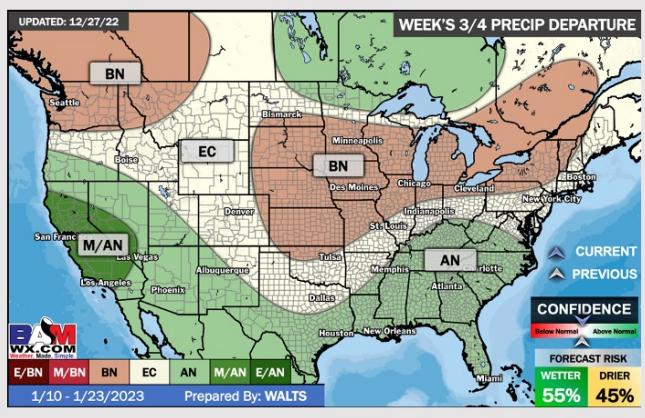 UPDATED: 12/27/22
WEEK'S 3/4 PRECIP DEPARTURE
BN
Seattle
Bismarck
Minneapolis
Boise
EC
BN
Des Moines
Chicago
Cleveland
Boston
New York City
Denver
Indianapolis
St. Louis
San Franc
M/AN
Las Vegas
Tulsa
AN
Charlotte
CURRENT
Albuquerque
Memphis
PREVIOUS
Los Angeles
Phoenix
Atlanta
Dallas
CONFIDENCE
Houston
New Orleans
Below Normal
Above Normal
BAM
WX.COM
Weather. Made. Simple.
FORECAST RISK
E/BN M/BN BN EC AN M/AN E/AN
Miami
WETTER DRIER
55% 45%
1/10 - 1/23/2023 Prepared By: WALTS